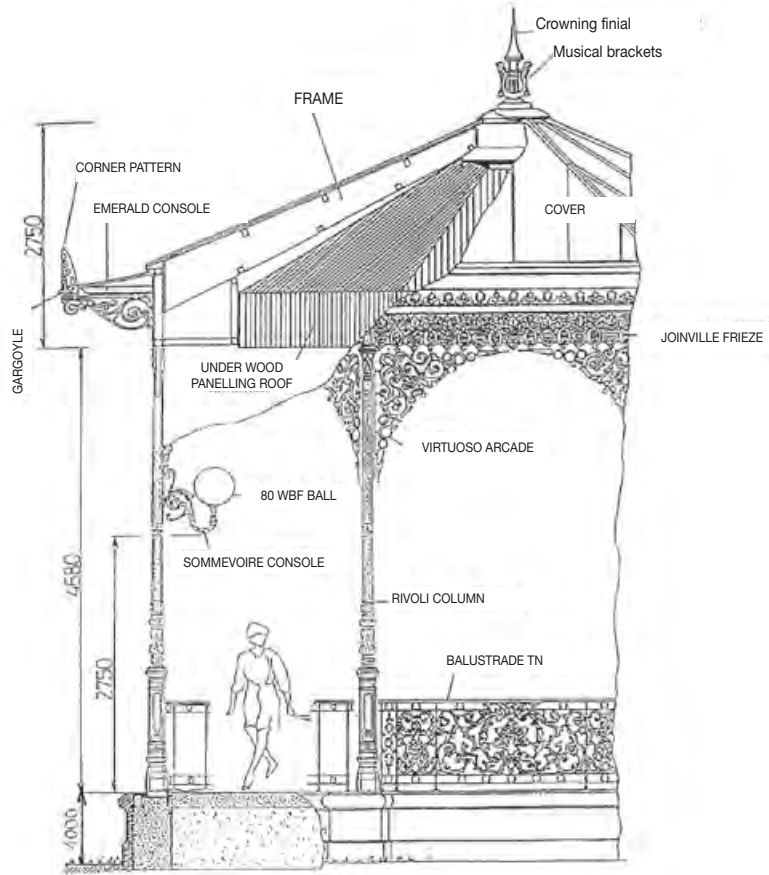 Crowning finial
Musical brackets
FRAME
CORNER PATTERN
EMERALD CONSOLE
COVER
2750
GARGOYLE
JOINVILLE FRIEZE
UNDER WOOD
PANELLING ROOF
VIRTUOSO ARCADE
80 WBF BALL
SOMMEVOIRE CONSOLE
4680
2750
RIVOLI COLUMN
BALUSTRADE TN
1000